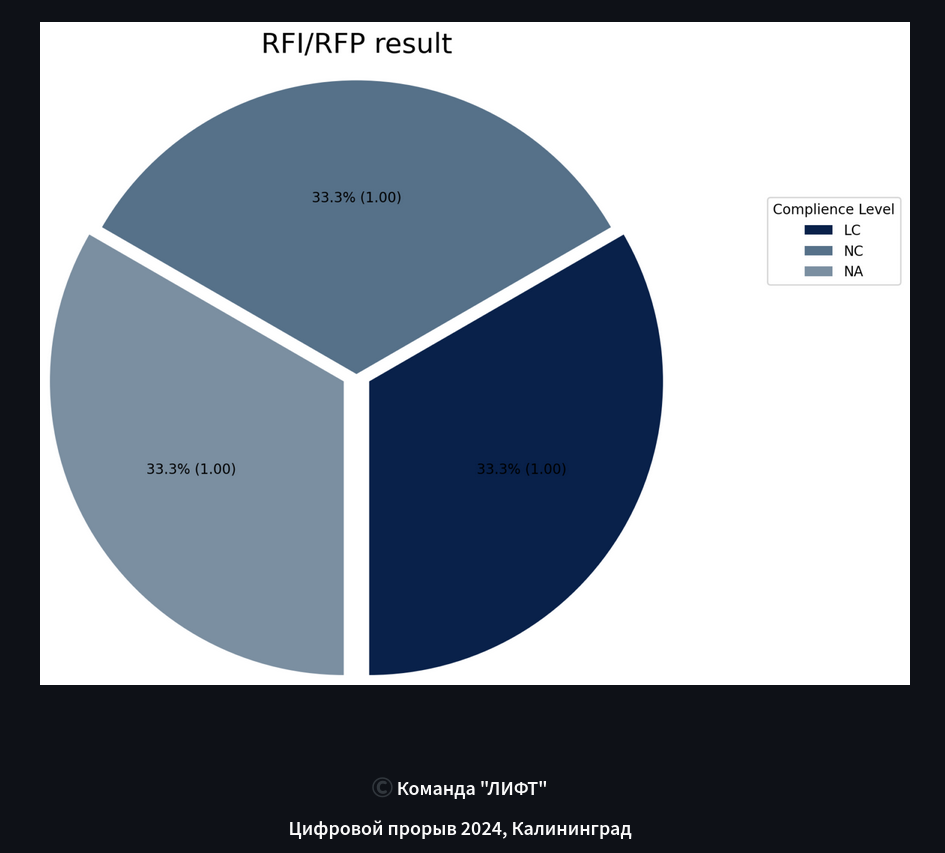 RFI/RFP result
33.3% (1.00)
Complience Level
LC
NC
NA
33.3% (1.00)
33.3% (1.00)
© Команда "ЛИФТ"
Цифровой прорыв 2024, Калининград